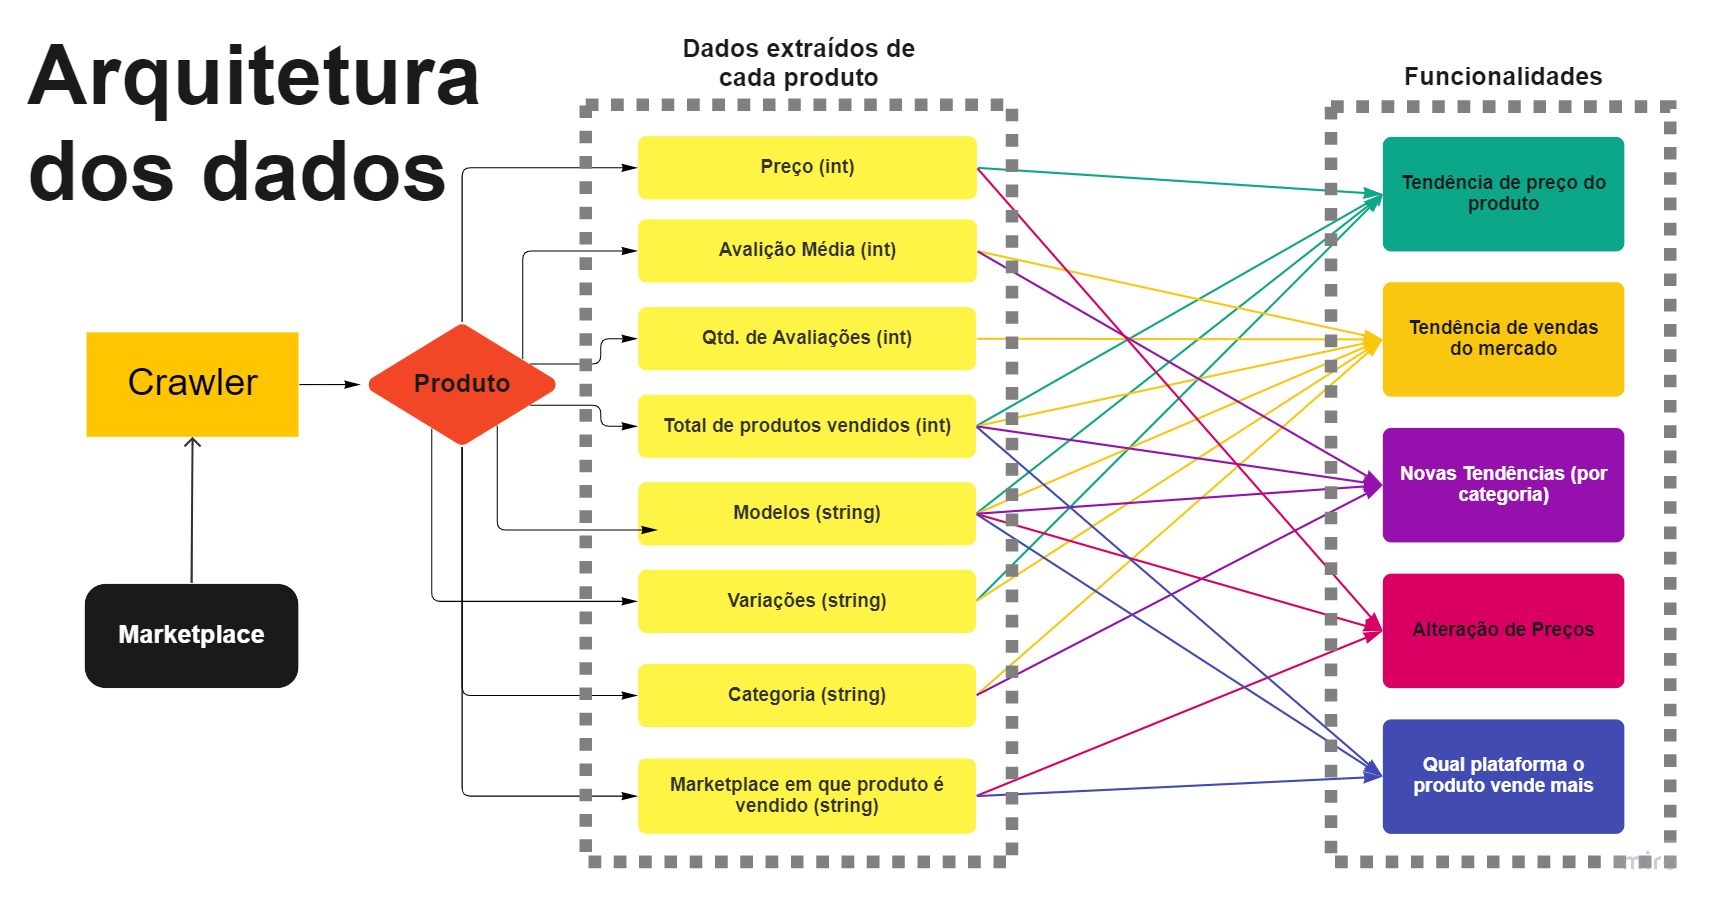 Arquitetura
dos dados
Dados extraídos de
cada produto
Funcionalidades
Crawler
Marketplace
Produto
Preço (int)
Avalição Média (int)
Qtd. de Avaliações (int)
Total de produtos vendidos (int)
Modelos (string)
Variações (string)
Categoria (string)
Marketplace em que produto é
vendido (string)
Tendência de preço do
produto
Tendência de vendas
do mercado
Novas Tendências (por
categoria)
Alteração de Preços
Qual plataforma o
produto vende mais
miro